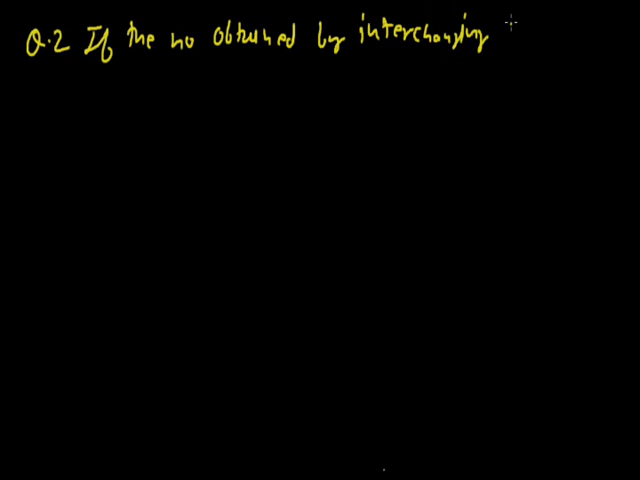 Q.2 If the no obtained by interchanging